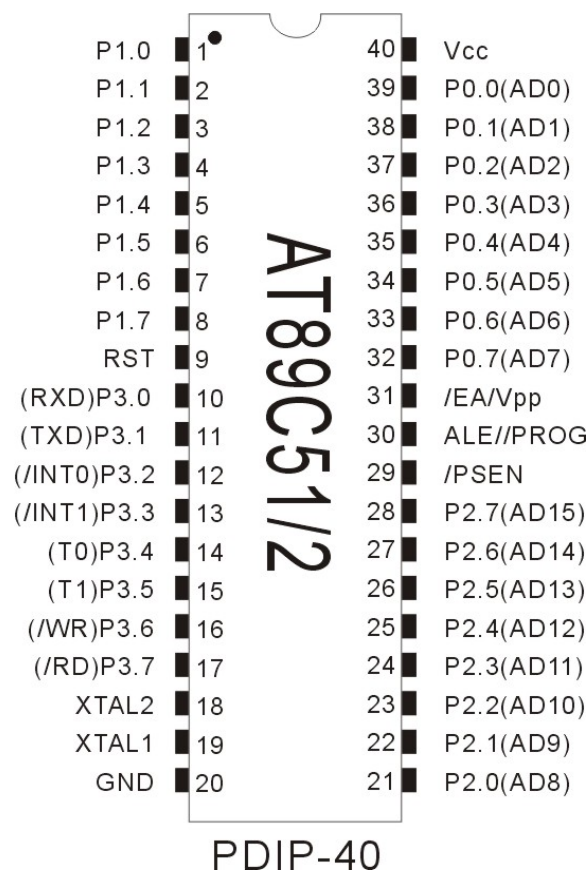 P1.0 1 40 Vcc
P1.1 2 39 P0.0(AD0)
P1.2 3 38 P0.1(AD1)
P1.3 4 37 P0.2(AD2)
P1.4 5 36 P0.3(AD3)
P1.5 6 35 P0.4(AD4)
P1.6 7 34 P0.5(AD5)
P1.7 8 33 P0.6(AD6)
RST 9 32 P0.7(AD7)
(RXD)P3.0 10 31 /EA/Vpp
(TXD)P3.1 11 30 ALE//PROG
(/INT0)P3.2 12 29 /PSEN
(/INT1)P3.3 13 28 P2.7(AD15)
(T0)P3.4 14 27 P2.6(AD14)
(T1)P3.5 15 26 P2.5(AD13)
(/WR)P3.6 16 25 P2.4(AD12)
(/RD)P3.7 17 24 P2.3(AD11)
XTAL2 18 23 P2.2(AD10)
XTAL1 19 22 P2.1(AD9)
GND 20 21 P2.0(AD8)
AT89C51/2
PDIP-40